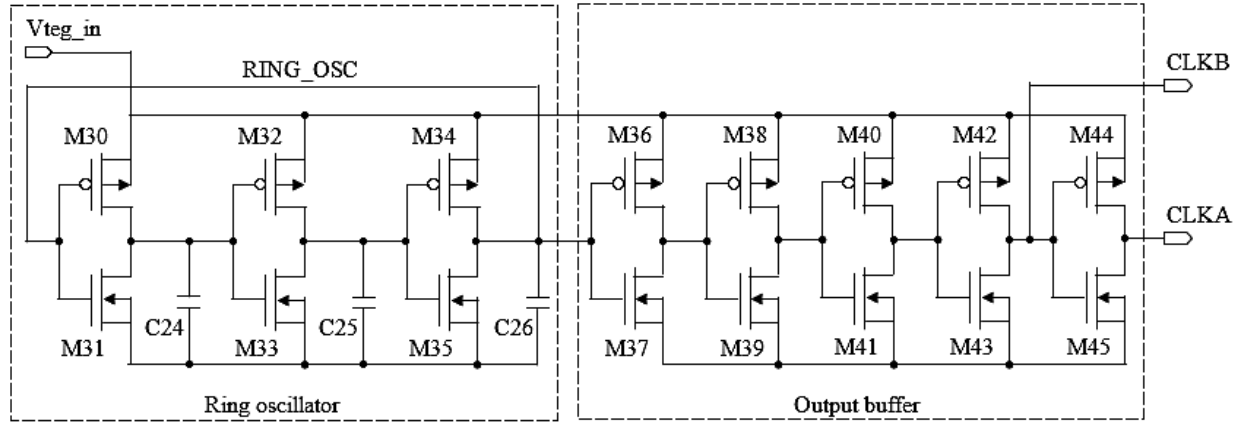 Vteg_in
RING_OSC
CLKB
M30 M32 M34 M36 M38 M40 M42 M44
CLKA
C24 C25 C26
M31 M33 M35 M37 M39 M41 M43 M45
Ring oscillator
Output buffer